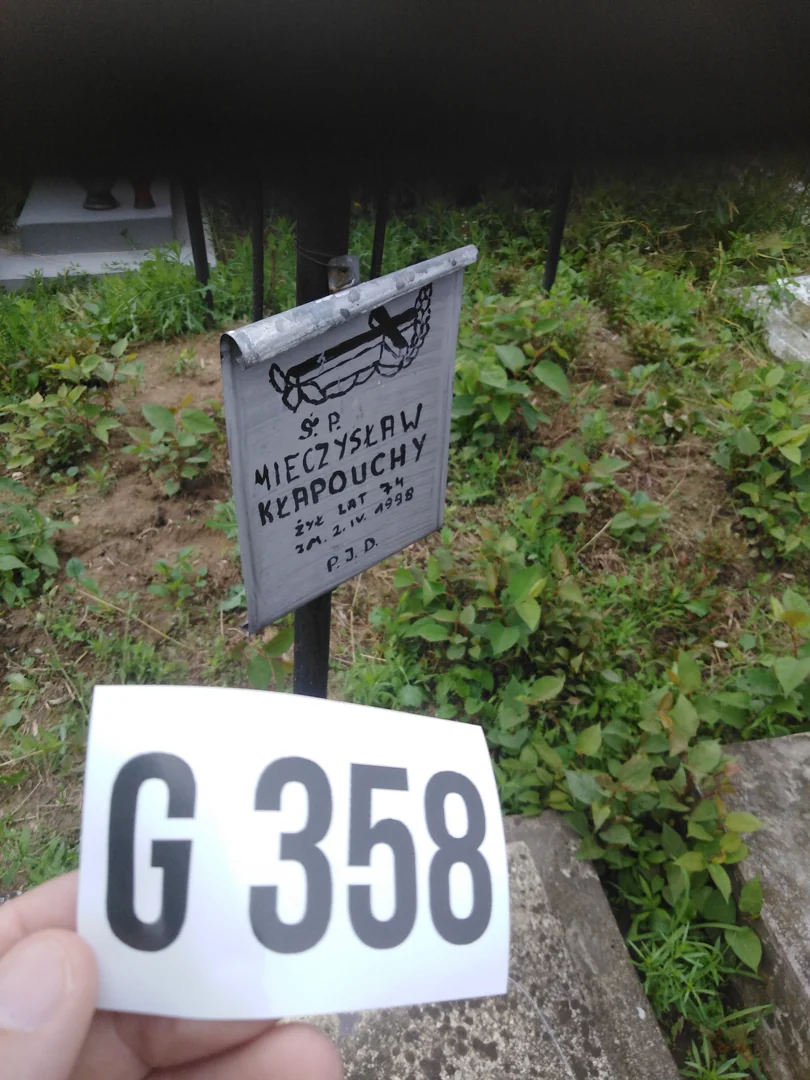 Ś. P.
MIECZYSŁAW
KŁAPOUCHY
ŻYŁ LAT 74
ZM. 2. IV. 1998
P. J. D.
G 358